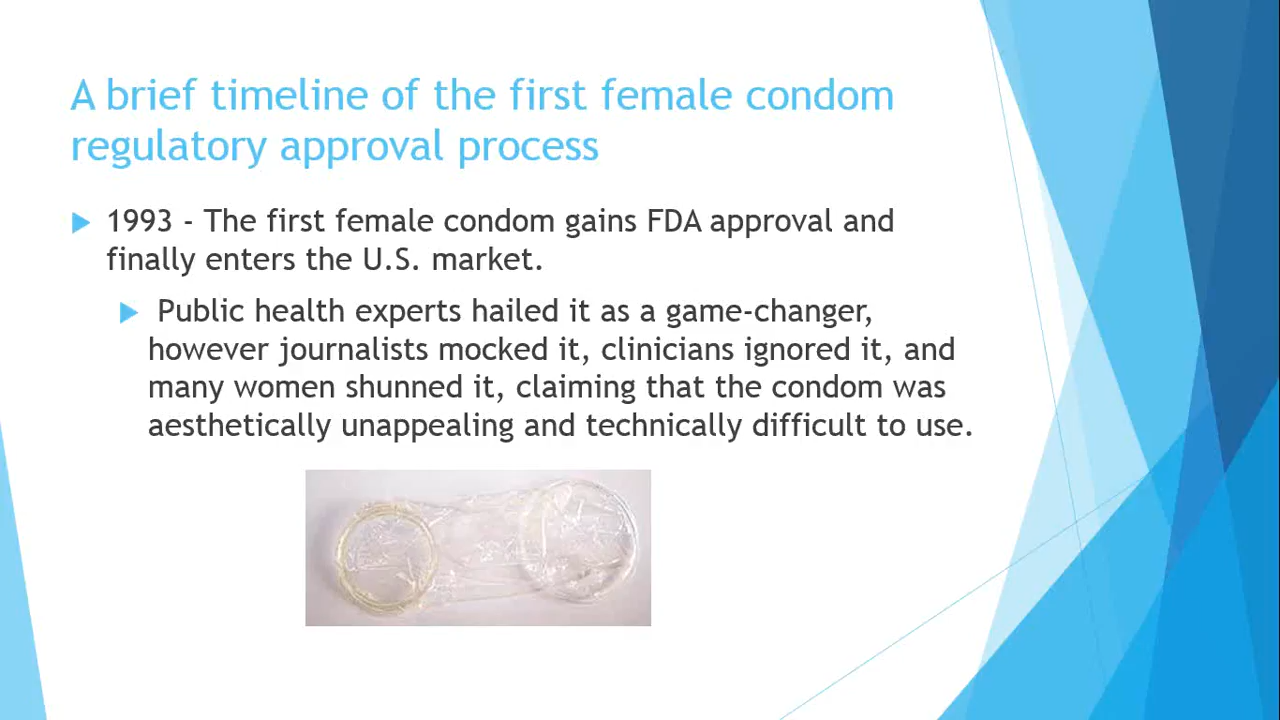 A brief timeline of the first female condom
regulatory approval process
1993 - The first female condom gains FDA approval and
finally enters the U.S. market.
Public health experts hailed it as a game-changer,
however journalists mocked it, clinicians ignored it, and
many women shunned it, claiming that the condom was
aesthetically unappealing and technically difficult to use.